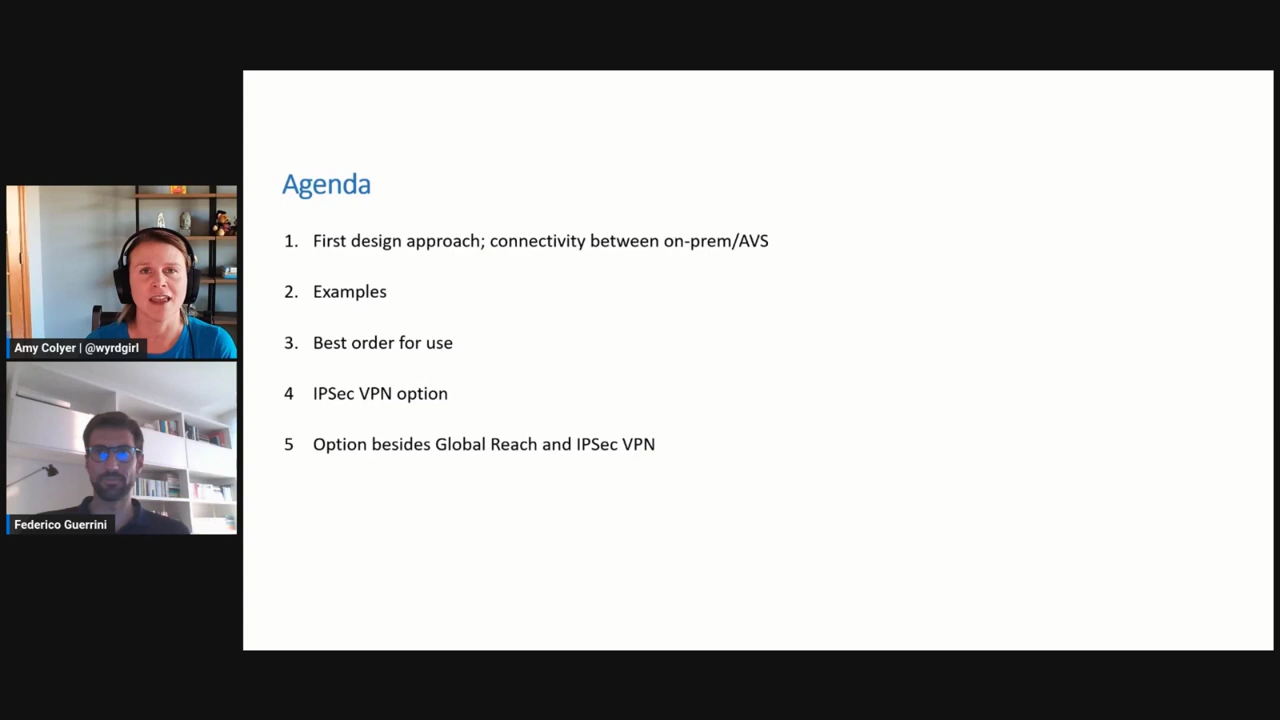 Agenda
1. First design approach; connectivity between on-prem/AVS
2. Examples
3. Best order for use
4 IPSec VPN option
5 Option besides Global Reach and IPSec VPN
Amy Colyer | @wyrdgirl
Federico Guerrini